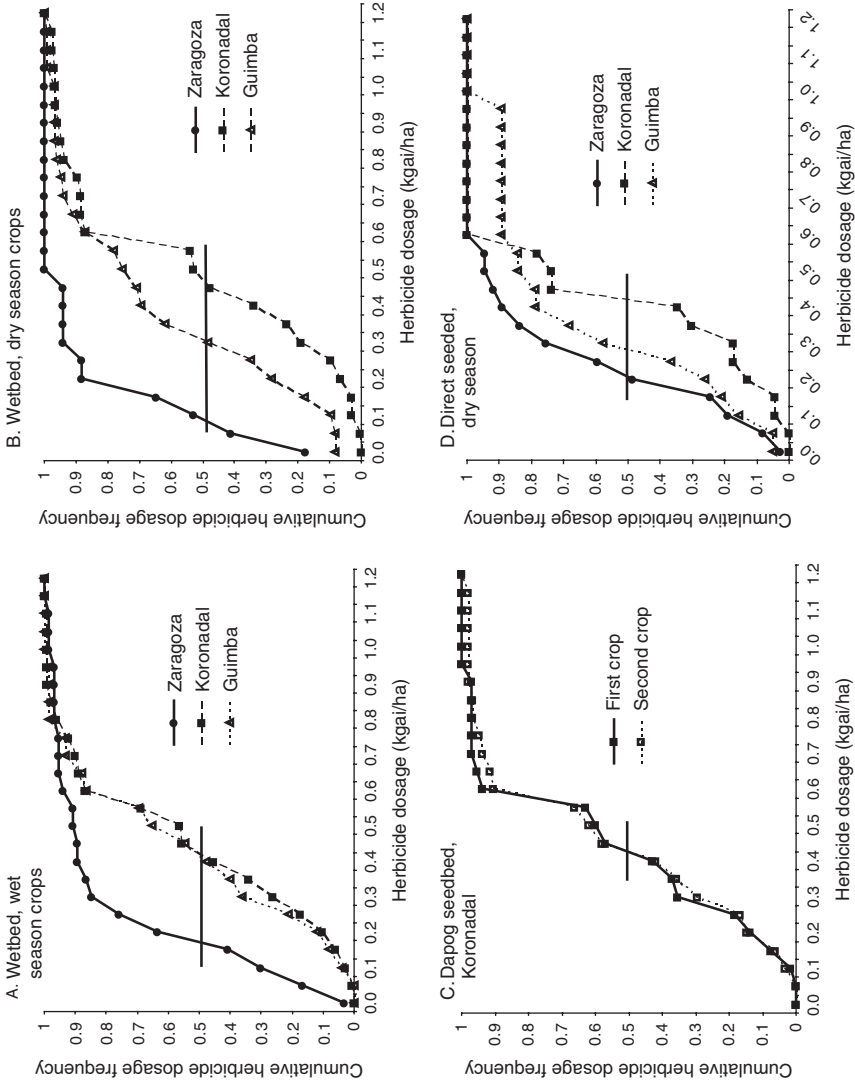 A. Wetbed, wet
season crops
Cumulative herbicide dosage frequency
1
0.9
0.8
0.7
0.6
0.5
0.4
0.3
0.2
0.1
0
Zaragoza
Koronadal
Guimba
0.0 0.1 0.2 0.3 0.4 0.5 0.6 0.7 0.8 0.9 1.0 1.1 1.2
Herbicide dosage (kgai/ha)
B. Wetbed, dry season crops
Cumulative herbicide dosage frequency
1
0.9
0.8
0.7
0.6
0.5
0.4
0.3
0.2
0.1
0
Zaragoza
Koronadal
Guimba
0.0 0.1 0.2 0.3 0.4 0.5 0.6 0.7 0.8 0.9 1.0 1.1 1.2
Herbicide dosage (kgai/ha)
C. Dapog seedbed,
Koronadal
Cumulative herbicide dosage frequency
1
0.9
0.8
0.7
0.6
0.5
0.4
0.3
0.2
0.1
0
First crop
Second crop
0.0 0.1 0.2 0.3 0.4 0.5 0.6 0.7 0.8 0.9 1.0 1.1 1.2
Herbicide dosage (kgai/ha)
D. Direct seeded,
dry season
Cumulative herbicide dosage frequency
1
0.9
0.8
0.7
0.6
0.5
0.4
0.3
0.2
0.1
0
Zaragoza
Koronadal
Guimba
0.0 0.1 0.2 0.3 0.4 0.5 0.6 0.7 0.8 0.9 1.0 1.1 1.2
Herbicide dosage (kgai/ha)